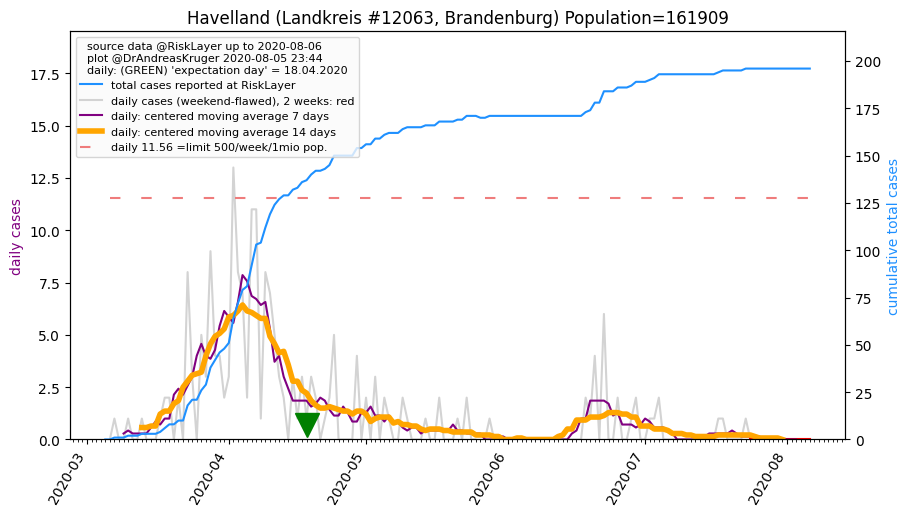 Havelland (Landkreis #12063, Brandenburg) Population=161909
source data @RiskLayer up to 2020-08-06
plot @DrAndreasKruger 2020-08-05 23:44
daily: (GREEN) 'expectation day' = 18.04.2020
total cases reported at RiskLayer
daily cases (weekend-flawed), 2 weeks: red
daily: centered moving average 7 days
daily: centered moving average 14 days
daily 11.56 =limit 500/week/1mio pop.
daily cases
17.5
15.0
12.5
10.0
7.5
5.0
2.5
0.0
200
175
150
125
100
75
50
25
0
cumulative total cases
2020-03
2020-04
2020-05
2020-06
2020-07
2020-08